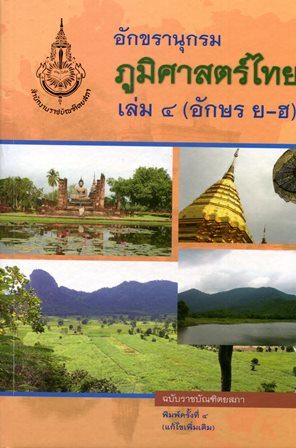 อักขรานุกรม
ภูมิศาสตร์ไทย
เล่ม ๔ (อักษร ย-ฮ)
สำนักงานราชบัณฑิตยสภา
ฉบับราชบัณฑิตยสภา
พิมพ์ครั้งที่ ๔
(แก้ไขเพิ่มเติม)